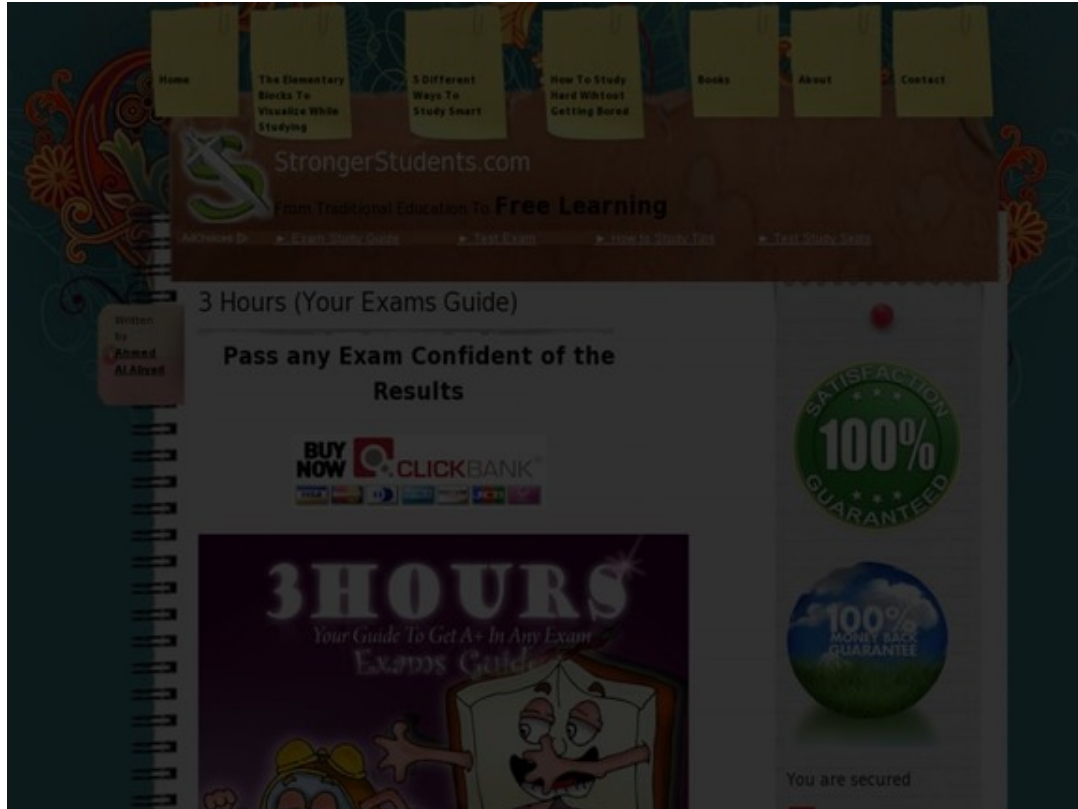 Home
The Elementary
Blocks To
Visualize While
Studying
5 Different
Ways To
Study Smart
How To Study
Hard Wihtout
Getting Bored
Books
About
Contact
StrongerStudents.com
From Traditional Education To Free Learning
AdChoices
► Exam Study Guide
► Test Exam
► How to Study Tips
► Test Study Skills
3 Hours (Your Exams Guide)
Written
by
Ahmed
Al Abyed
Pass any Exam Confident of the
Results
BUY
NOW
CLICKBANK®
VISA
3HOURS
Your Guide To Get A+ In Any Exam
Exams Guide
SATISFACTION
100%
GUARANTEED
100%
MONEY BACK
GUARANTEE
You are secured